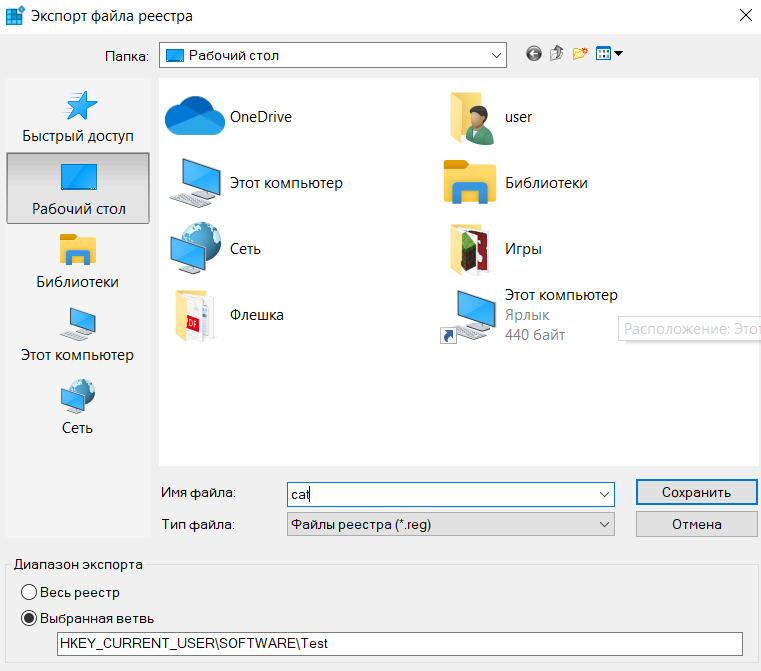 Экспорт файла реестра
Папка: Рабочий стол
Быстрый доступ
Рабочий стол
Библиотеки
Этот компьютер
Сеть
OneDrive
user
Этот компьютер
Библиотеки
Сеть
Игры
Флешка
Этот компьютер
Ярлык
440 байт
Расположение: Этот
Имя файла: cat
Сохранить
Тип файла: Файлы реестра (*.reg)
Отмена
Диапазон экспорта
Весь реестр
Выбранная ветвь
HKEY_CURRENT_USER\SOFTWARE\Test